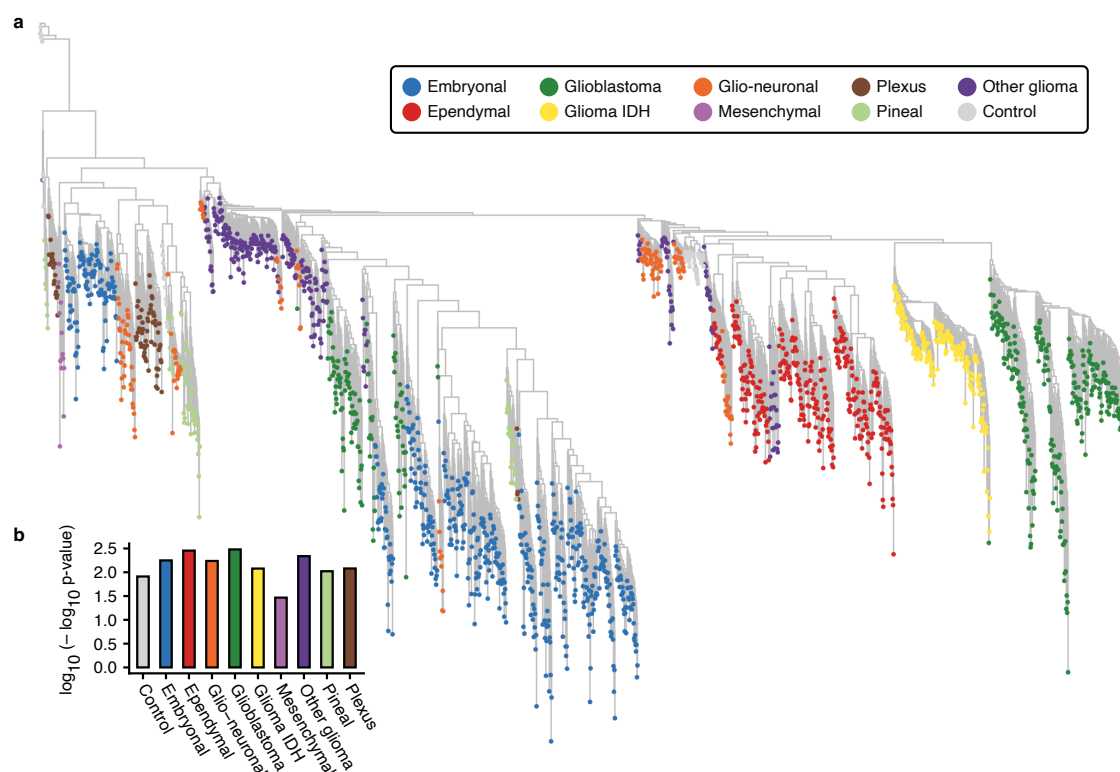 a
Embryonal Glioblastoma Glio-neuronal Plexus Other glioma
Ependymal Glioma IDH Mesenchymal Pineal Control
b
log10 (– log10 p-value)
2.5
2.0
1.5
1.0
0.5
0.0
Control
Embryonal
Ependymal
Glio–neuronal
Glioblastoma
Glioma IDH
Mesenchymal
Other glioma
Pineal
Plexus